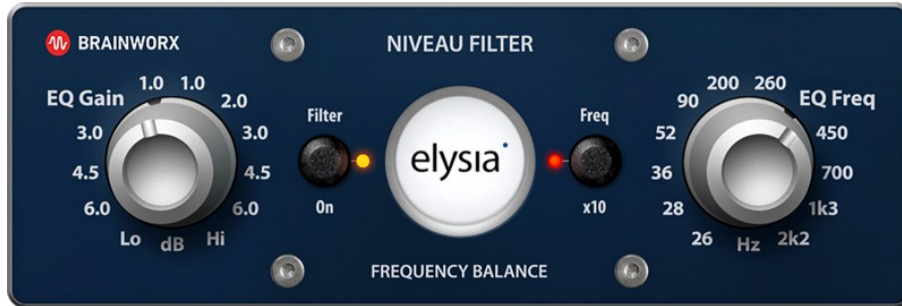 BRAINWORX
NIVEAU FILTER
EQ Gain
1.0 1.0
2.0
3.0
3.0
4.5
4.5
6.0
6.0
Lo dB Hi
Filter
On
elysia
Freq
x10
EQ Freq
200 260
90
450
52
700
36
1k3
28
2k2
26
Hz
FREQUENCY BALANCE